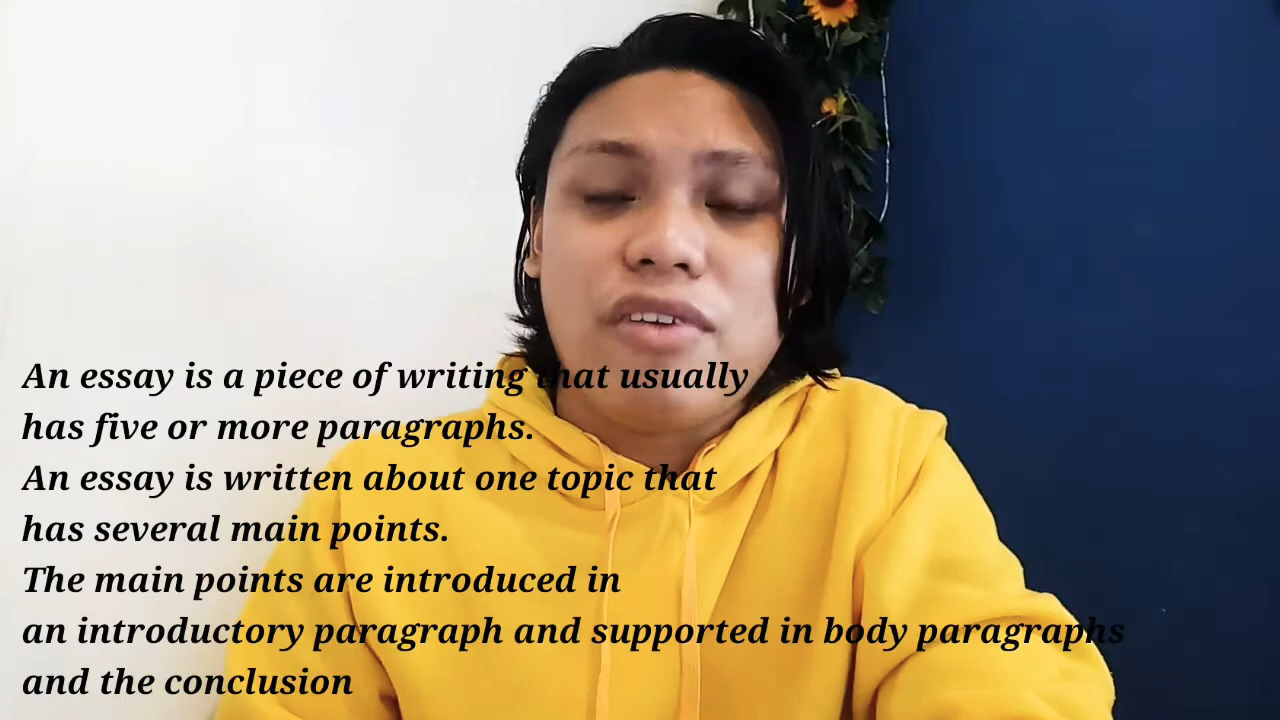 An essay is a piece of writing that usually
has five or more paragraphs.
An essay is written about one topic that
has several main points.
The main points are introduced in
an introductory paragraph and supported in body paragraphs
and the conclusion